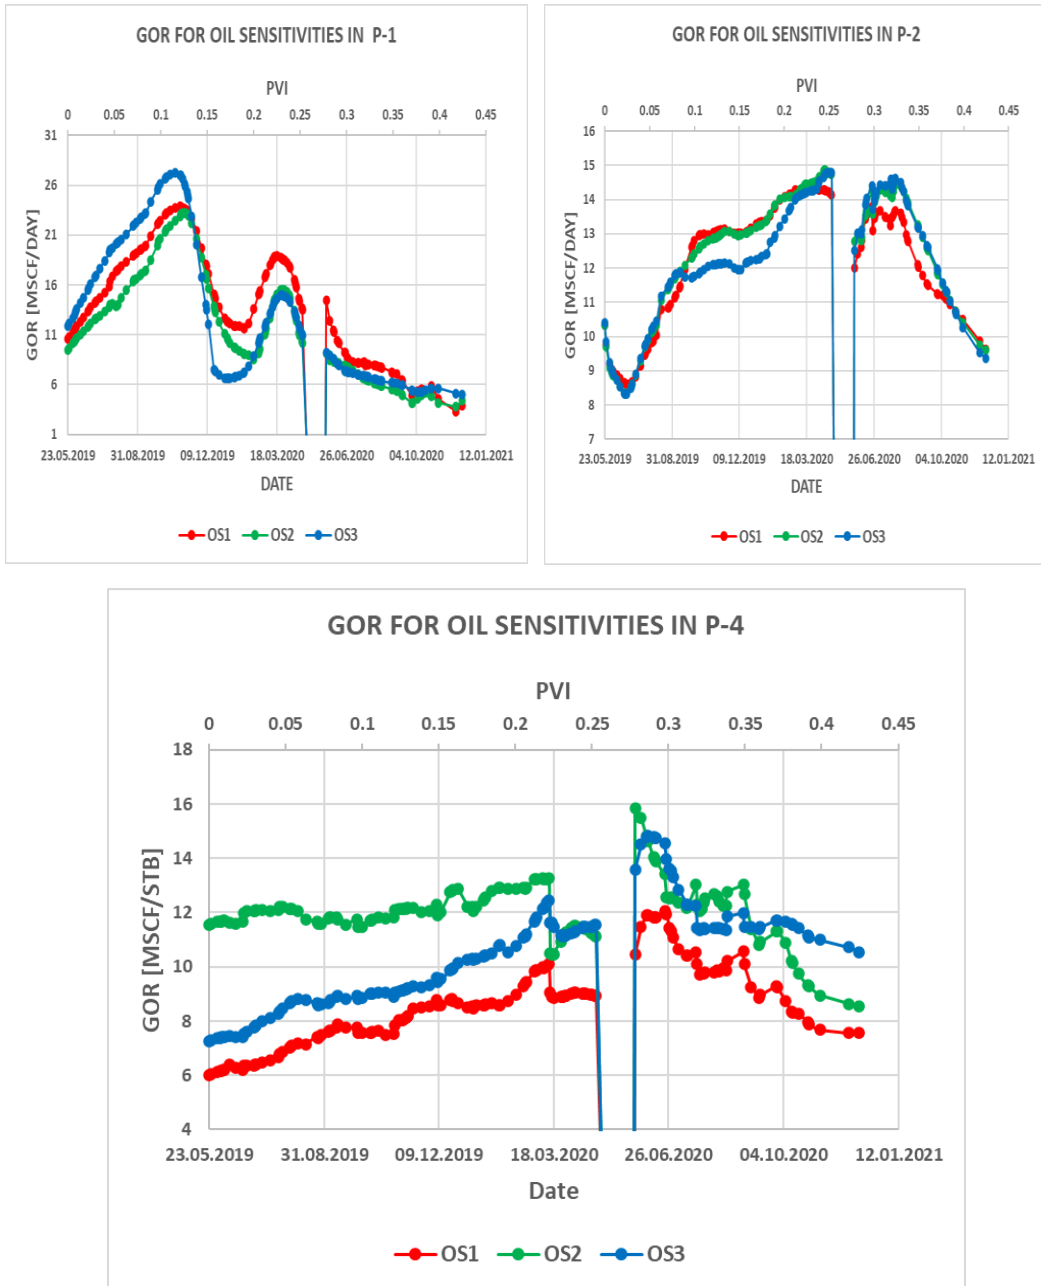 GOR FOR OIL SENSITIVITIES IN P-1
PVI
0 0.05 0.1 0.15 0.2 0.25 0.3 0.35 0.4 0.45
31
26
21
16
11
6
1
GOR [MSCF/DAY]
23.05.2019 31.08.2019 09.12.2019 18.03.2020 26.06.2020 04.10.2020 12.01.2021
DATE
OS1 OS2 OS3
GOR FOR OIL SENSITIVITIES IN P-2
PVI
0 0.05 0.1 0.15 0.2 0.25 0.3 0.35 0.4 0.45
16
15
14
13
12
11
10
9
8
7
GOR [MSCF/DAY]
23.05.2019 31.08.2019 09.12.2019 18.03.2020 26.06.2020 04.10.2020 12.01.2021
DATE
OS1 OS2 OS3
GOR FOR OIL SENSITIVITIES IN P-4
PVI
0 0.05 0.1 0.15 0.2 0.25 0.3 0.35 0.4 0.45
18
16
14
12
10
8
6
4
GOR [MSCF/STB]
23.05.2019 31.08.2019 09.12.2019 18.03.2020 26.06.2020 04.10.2020 12.01.2021
Date
OS1 OS2 OS3